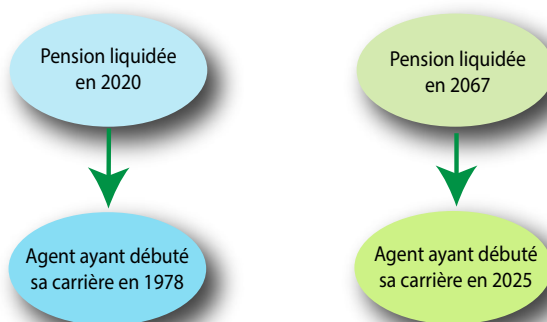 Pension liquidée
en 2020
Pension liquidée
en 2067
Agent ayant débuté
sa carrière en 1978
Agent ayant débuté
sa carrière en 2025